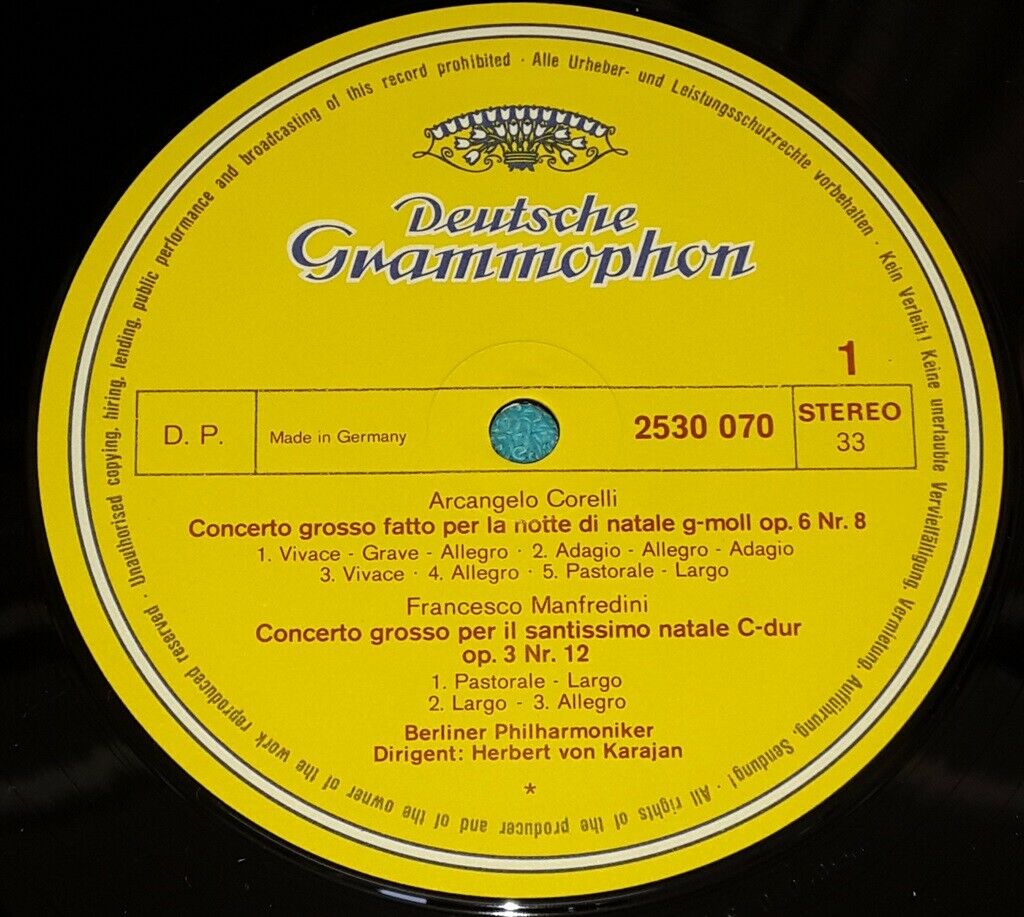 Unauthorised copying, hiring, lending, public performance and broadcasting of this record prohibited · Alle Urheber- und Leistungsschutzrechte vorbehalten · Kein Verleih! Keine unerlaubte Vervielfältigung, Vermietung, Aufführung, Sendung! · All rights of the producer and of the owner of the work reproduced reserved ·
Deutsche
Grammophon
1
D. P.
Made in Germany
2530 070
STEREO
33
Arcangelo Corelli
Concerto grosso fatto per la notte di natale g-moll op. 6 Nr. 8
1. Vivace - Grave - Allegro · 2. Adagio - Allegro - Adagio
3. Vivace · 4. Allegro · 5. Pastorale - Largo
Francesco Manfredini
Concerto grosso per il santissimo natale C-dur
op. 3 Nr. 12
1. Pastorale - Largo
2. Largo - 3. Allegro
Berliner Philharmoniker
Dirigent: Herbert von Karajan
*